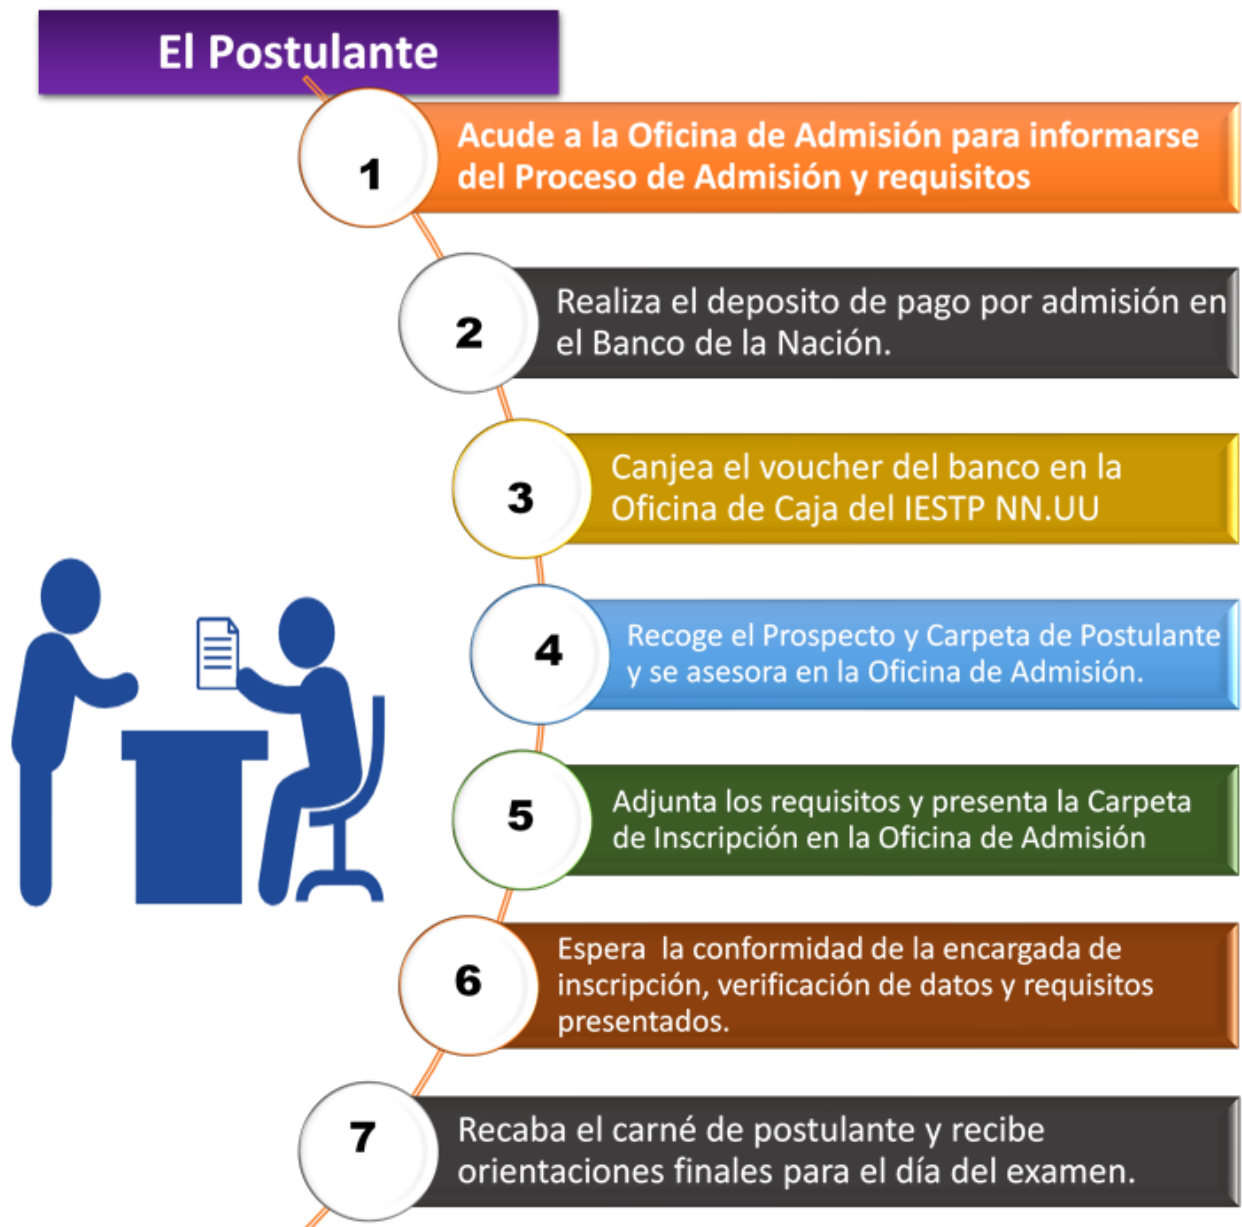 El Postulante
1
Acude a la Oficina de Admisión para informarse
del Proceso de Admisión y requisitos
2
Realiza el deposito de pago por admisión en
el Banco de la Nación.
3
Canjea el voucher del banco en la
Oficina de Caja del IESTP NN.UU
4
Recoge el Prospecto y Carpeta de Postulante
y se asesora en la Oficina de Admisión.
5
Adjunta los requisitos y presenta la Carpeta
de Inscripción en la Oficina de Admisión
6
Espera  la conformidad de la encargada de
inscripción, verificación de datos y requisitos
presentados.
7
Recaba el carné de postulante y recibe
orientaciones finales para el día del examen.